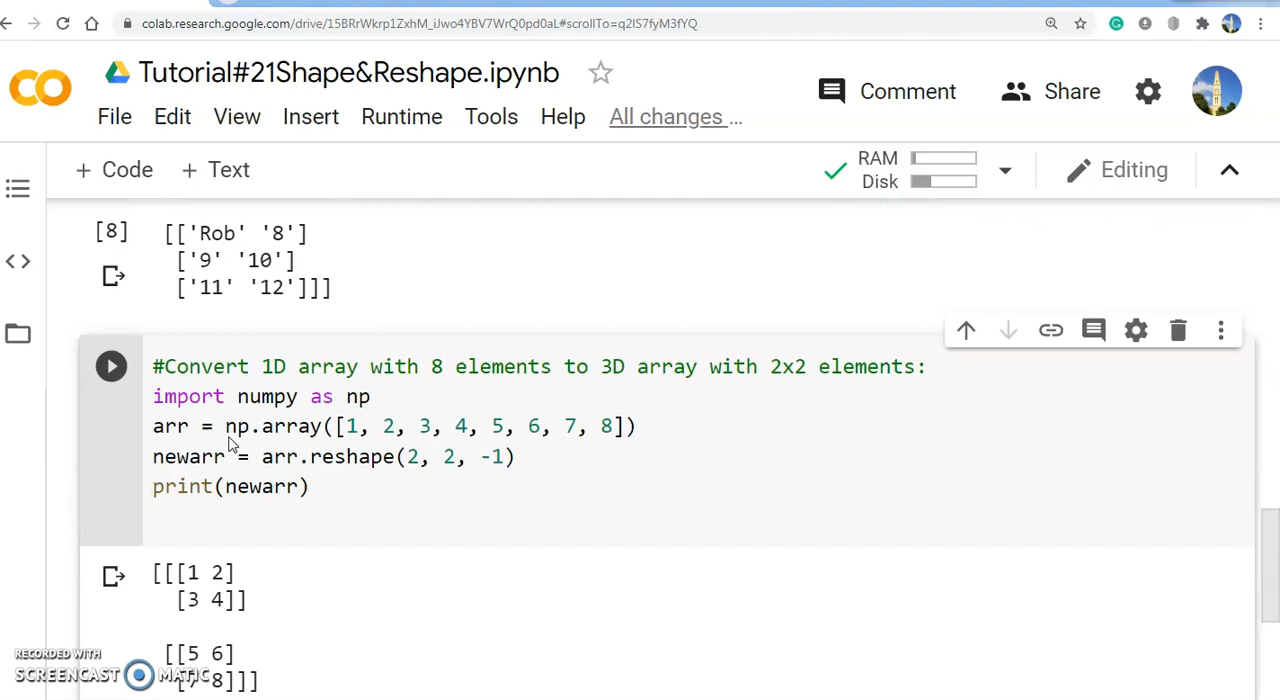 colab.research.google.com/drive/15BRrWkrp1ZxhM_iJwo4YBV7WrQ0pd0aL#scrollTo=q2lS7fyM3fYQ
Tutorial#21Shape&Reshape.ipynb
Comment
Share
File Edit View Insert Runtime Tools Help All changes ...
+ Code + Text
RAM
Disk
Editing
[8] [['Rob' '8']
['9' '10']
['11' '12']]]
#Convert 1D array with 8 elements to 3D array with 2x2 elements:
import numpy as np
arr = np.array([1, 2, 3, 4, 5, 6, 7, 8])
newarr = arr.reshape(2, 2, -1)
print(newarr)
[[[1 2]
[3 4]]
[[5 6]
[7 8]]]
RECORDED WITH
SCREENCAST MATIC